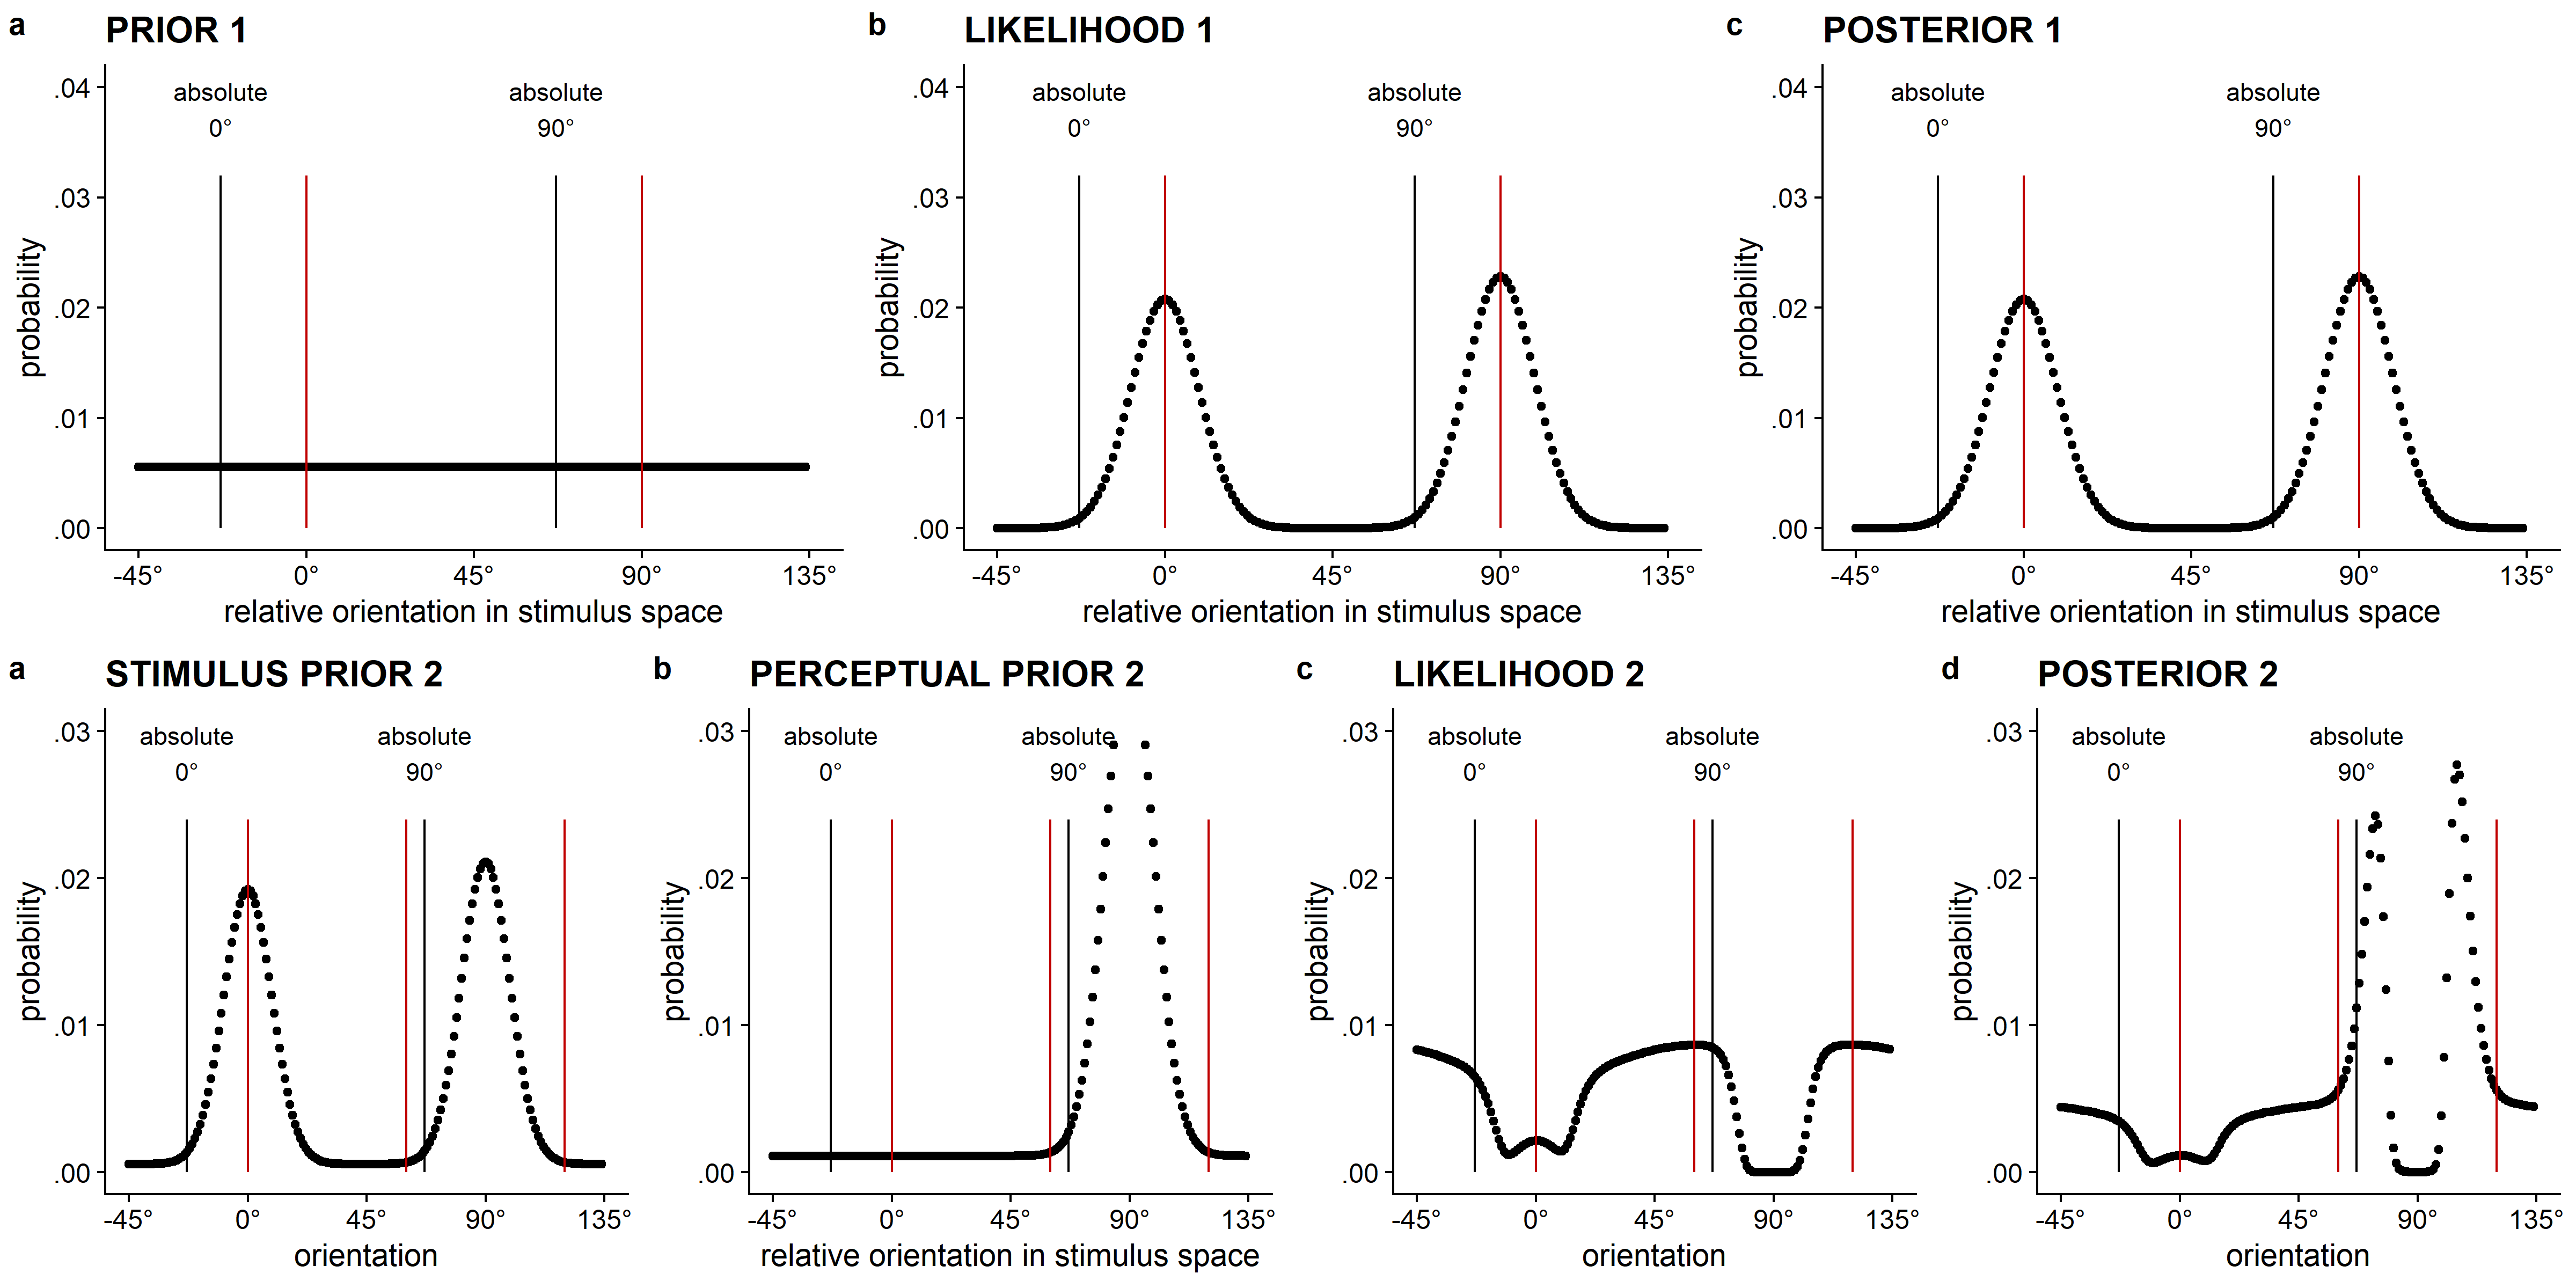 a PRIOR 1
absolute
0°
absolute
90°
.04
.03
.02
.01
.00
probability
-45° 0° 45° 90° 135°
relative orientation in stimulus space
b LIKELIHOOD 1
absolute
0°
absolute
90°
.04
.03
.02
.01
.00
probability
-45° 0° 45° 90° 135°
relative orientation in stimulus space
c POSTERIOR 1
absolute
0°
absolute
90°
.04
.03
.02
.01
.00
probability
-45° 0° 45° 90° 135°
relative orientation in stimulus space
a STIMULUS PRIOR 2
absolute
0°
absolute
90°
.03
.02
.01
.00
probability
-45° 0° 45° 90° 135°
orientation
b PERCEPTUAL PRIOR 2
absolute
0°
absolute
90°
.03
.02
.01
.00
probability
-45° 0° 45° 90° 135°
relative orientation in stimulus space
c LIKELIHOOD 2
absolute
0°
absolute
90°
.03
.02
.01
.00
probability
-45° 0° 45° 90° 135°
orientation
d POSTERIOR 2
absolute
0°
absolute
90°
.03
.02
.01
.00
probability
-45° 0° 45° 90° 135°
orientation